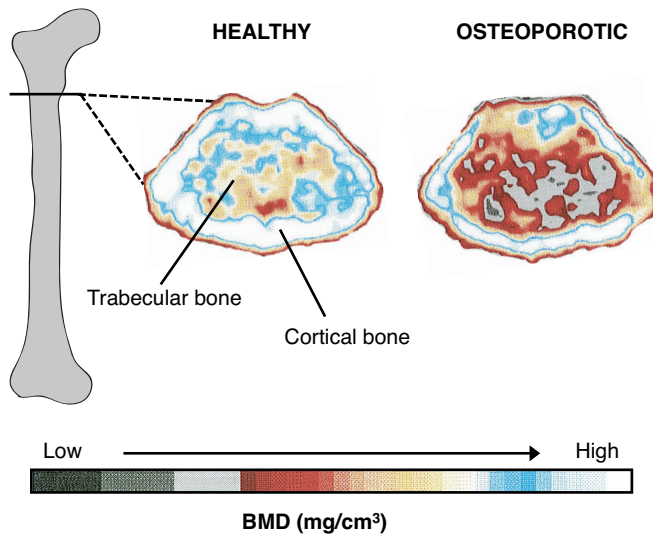 HEALTHY
OSTEOPOROTIC
Trabecular bone
Cortical bone
Low
High
BMD (mg/cm³)